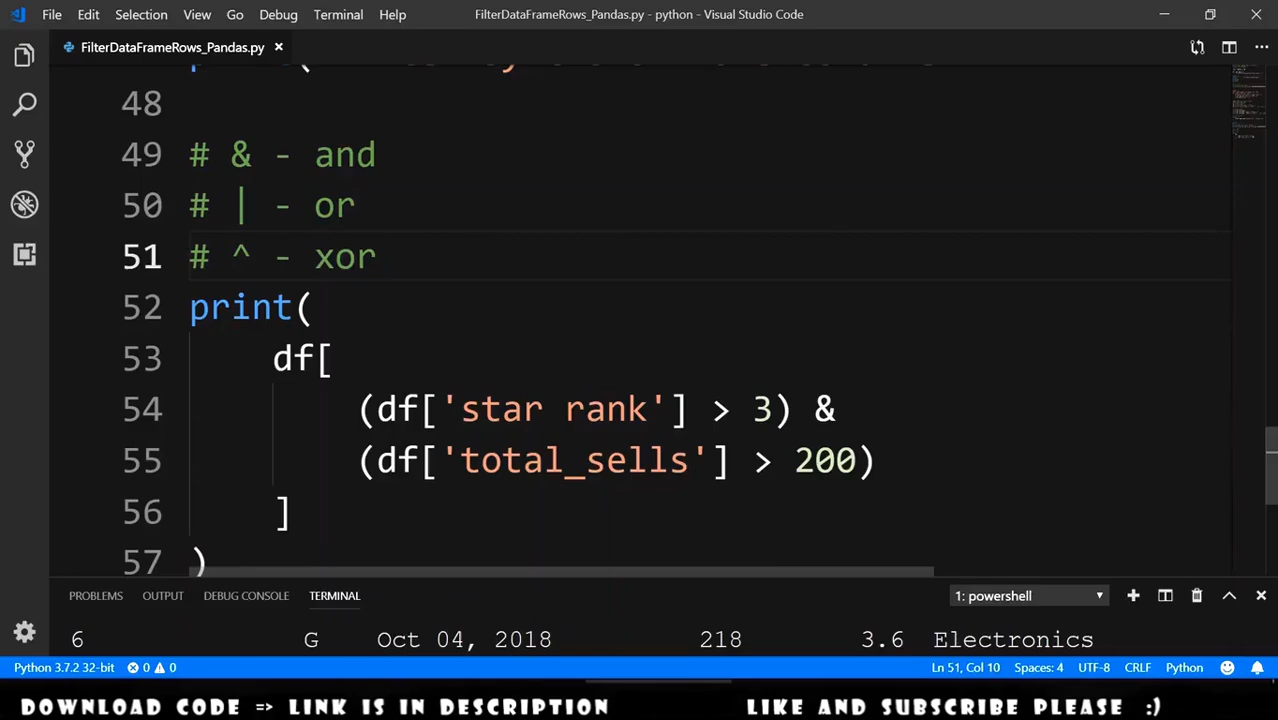 File Edit Selection View Go Debug Terminal Help FilterDataFrameRows_Pandas.py - python - Visual Studio Code
FilterDataFrameRows_Pandas.py
48
49 # & - and
50 # | - or
51 # ^ - xor
52 print(
53 df[
54 (df['star rank'] > 3) &
55 (df['total_sells'] > 200)
56 ]
57 )
PROBLEMS OUTPUT DEBUG CONSOLE TERMINAL 1: powershell
6 G Oct 04, 2018 218 3.6 Electronics
Python 3.7.2 32-bit 0 0 Ln 51, Col 10 Spaces: 4 UTF-8 CRLF Python
DOWNLOAD CODE => LINK IS IN DESCRIPTION LIKE AND SUBSCRIBE PLEASE :)